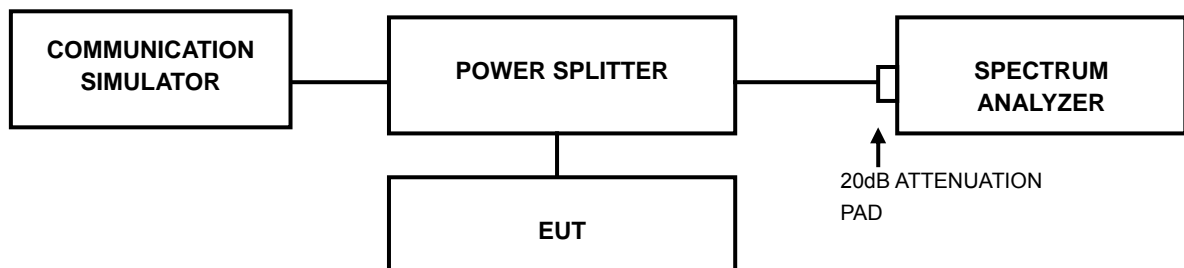 COMMUNICATION
SIMULATOR
POWER SPLITTER
SPECTRUM
ANALYZER
20dB ATTENUATION
PAD
EUT